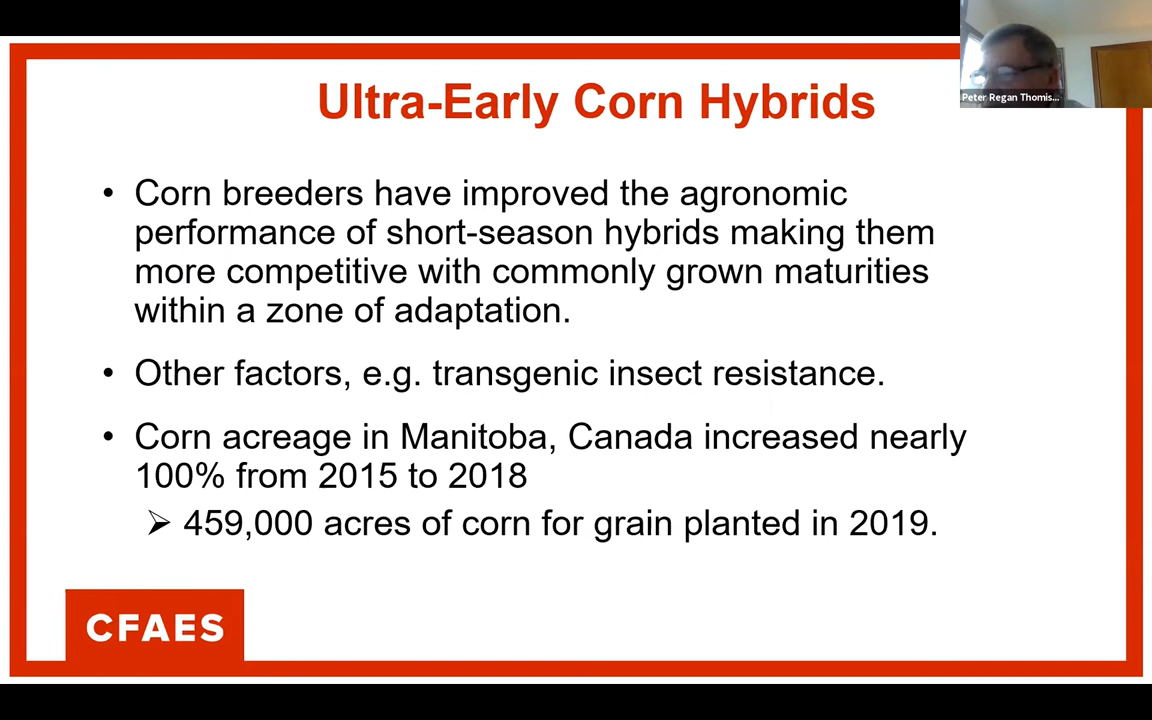 Ultra-Early Corn Hybrids
Peter Regan Thomis...
• Corn breeders have improved the agronomic
performance of short-season hybrids making them
more competitive with commonly grown maturities
within a zone of adaptation.
• Other factors, e.g. transgenic insect resistance.
• Corn acreage in Manitoba, Canada increased nearly
100% from 2015 to 2018
➢ 459,000 acres of corn for grain planted in 2019.
CFAES